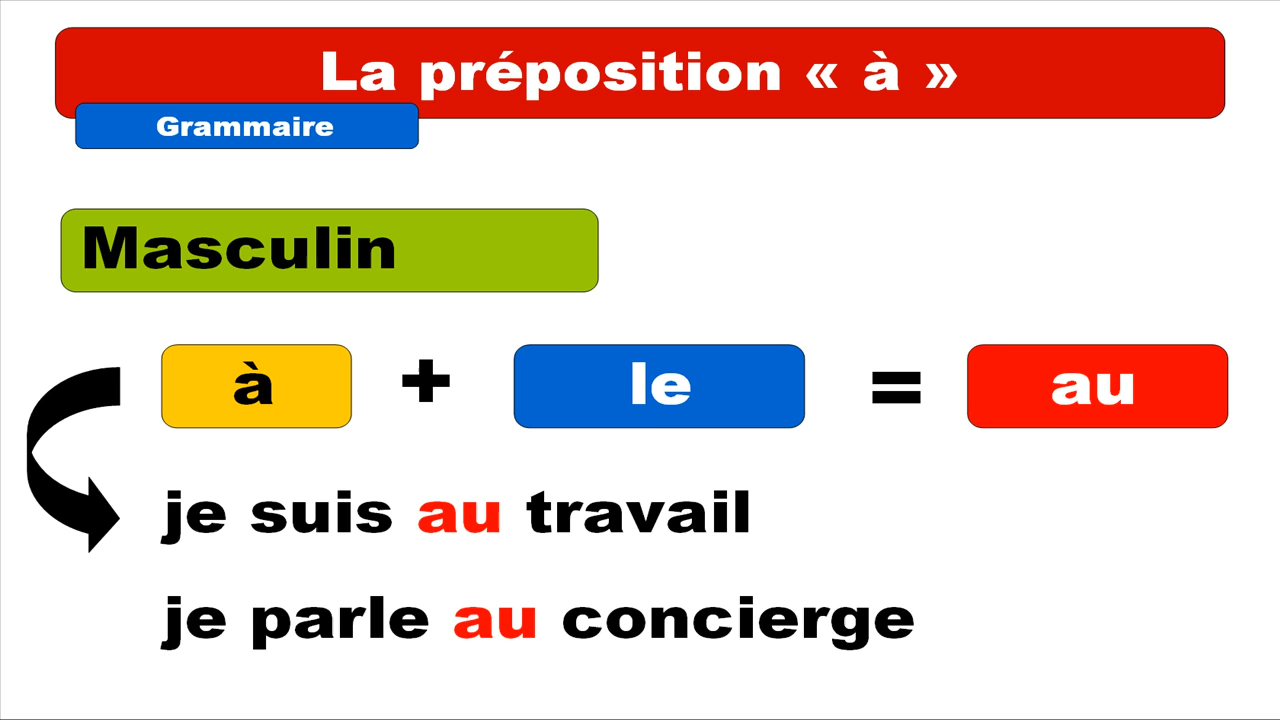 La préposition « à »
Grammaire
Masculin
à + le = au
je suis au travail
je parle au concierge